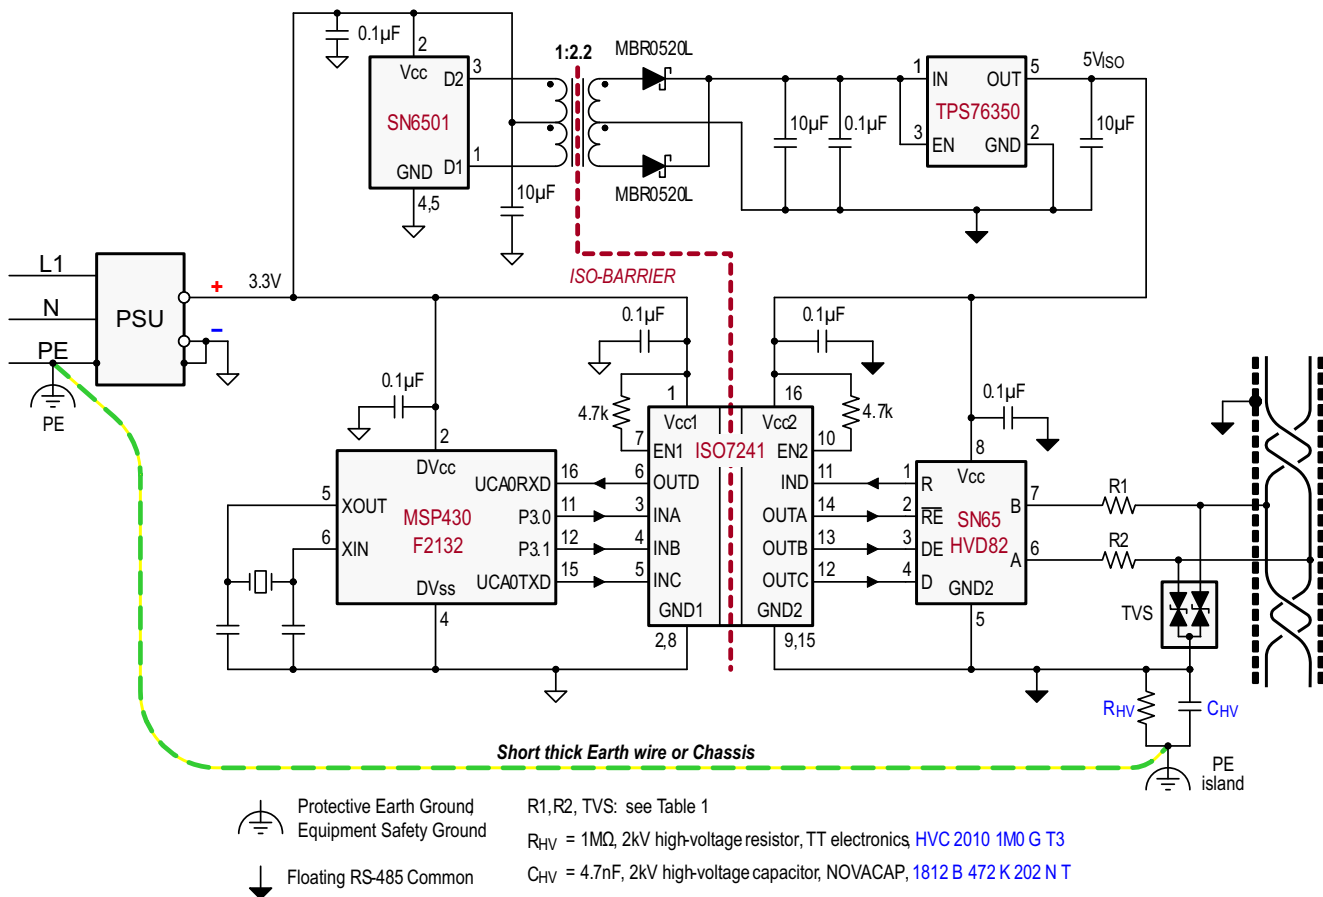 0.1µF
2
Vcc
D2
3
SN6501
D1
1
GND
4,5
1:2.2
MBR0520L
MBR0520L
10µF
10µF
0.1µF
1
IN
OUT
5
TPS76350
3
EN
GND
2
5VISO
10µF
L1
N
PE
PSU
+
–
3.3V
PE
ISO-BARRIER
0.1µF
0.1µF
0.1µF
0.1µF
4.7k
4.7k
1
16
Vcc1
Vcc2
ISO7241
7
EN1
EN2
10
6
OUTD
IND
11
3
INA
OUTA
14
4
INB
OUTB
13
5
INC
OUTC
12
GND1
GND2
2,8
9,15
2
DVcc
5
XOUT
6
XIN
MSP430
F2132
UCA0RXD
16
P3.0
11
P3.1
12
UCA0TXD
15
DVss
4
8
Vcc
1
R
2
RE
3
DE
4
D
SN65
HVD82
B
7
A
6
GND2
5
R1
R2
TVS
RHV
CHV
PE
island
Short thick Earth wire or Chassis
Protective Earth Ground,
Equipment Safety Ground
Floating RS-485 Common
R1,R2, TVS: see Table 1
RHV = 1MΩ, 2kV high-voltage resistor, TT electronics, HVC 2010 1M0 G T3
CHV = 4.7nF, 2kV high-voltage capacitor, NOVACAP, 1812 B 472 K 202 N T